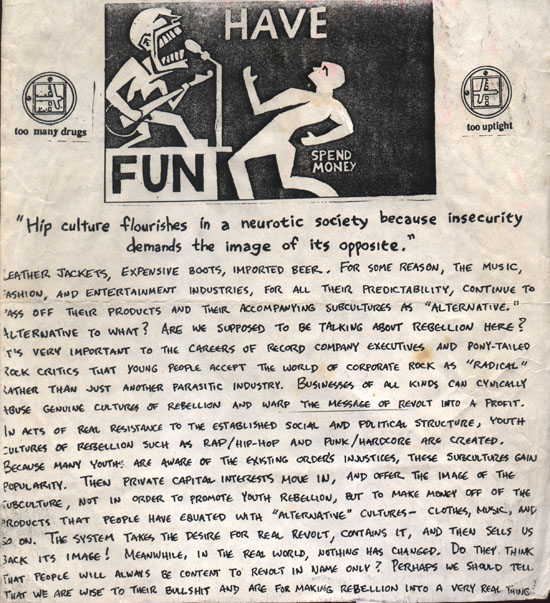 HAVE
FUN
SPEND
MONEY
too many drugs
too uptight
"Hip culture flourishes in a neurotic society because insecurity
demands the image of its opposite."
LEATHER JACKETS, EXPENSIVE BOOTS, IMPORTED BEER. FOR SOME REASON, THE MUSIC,
FASHION, AND ENTERTAINMENT INDUSTRIES, FOR ALL THEIR PREDICTABILITY, CONTINUE TO
PASS OFF THEIR PRODUCTS AND THEIR ACCOMPANYING SUBCULTURES AS "ALTERNATIVE."
ALTERNATIVE TO WHAT? ARE WE SUPPOSED TO BE TALKING ABOUT REBELLION HERE?
IT'S VERY IMPORTANT TO THE CAREERS OF RECORD COMPANY EXECUTIVES AND PONY-TAILED
ROCK CRITICS THAT YOUNG PEOPLE ACCEPT THE WORLD OF CORPORATE ROCK AS "RADICAL"
RATHER THAN JUST ANOTHER PARASITIC INDUSTRY. BUSINESSES OF ALL KINDS CAN CYNICALLY
ABUSE GENUINE CULTURES OF REBELLION AND WARP THE MESSAGE OF REVOLT INTO A PROFIT.
IN ACTS OF REAL RESISTANCE TO THE ESTABLISHED SOCIAL AND POLITICAL STRUCTURE, YOUTH
CULTURES OF REBELLION SUCH AS RAP/HIP-HOP AND PUNK/HARDCORE ARE CREATED.
BECAUSE MANY YOUTHS ARE AWARE OF THE EXISTING ORDER'S INJUSTICES, THESE SUBCULTURES GAIN
POPULARITY. THEN PRIVATE CAPITAL INTERESTS MOVE IN, AND OFFER THE IMAGE OF THE
SUBCULTURE, NOT IN ORDER TO PROMOTE YOUTH REBELLION, BUT TO MAKE MONEY OFF OF THE
PRODUCTS THAT PEOPLE HAVE EQUATED WITH "ALTERNATIVE" CULTURES- CLOTHES, MUSIC, AND
SO ON. THE SYSTEM TAKES THE DESIRE FOR REAL REVOLT, CONTAINS IT, AND THEN SELLS US
BACK ITS IMAGE! MEANWHILE, IN THE REAL WORLD, NOTHING HAS CHANGED. DO THEY THINK
THAT PEOPLE WILL ALWAYS BE CONTENT TO REVOLT IN NAME ONLY? PERHAPS WE SHOULD TELL
THAT WE ARE WISE TO THEIR BULLSHIT AND ARE FOR MAKING REBELLION INTO A VERY REAL THING?